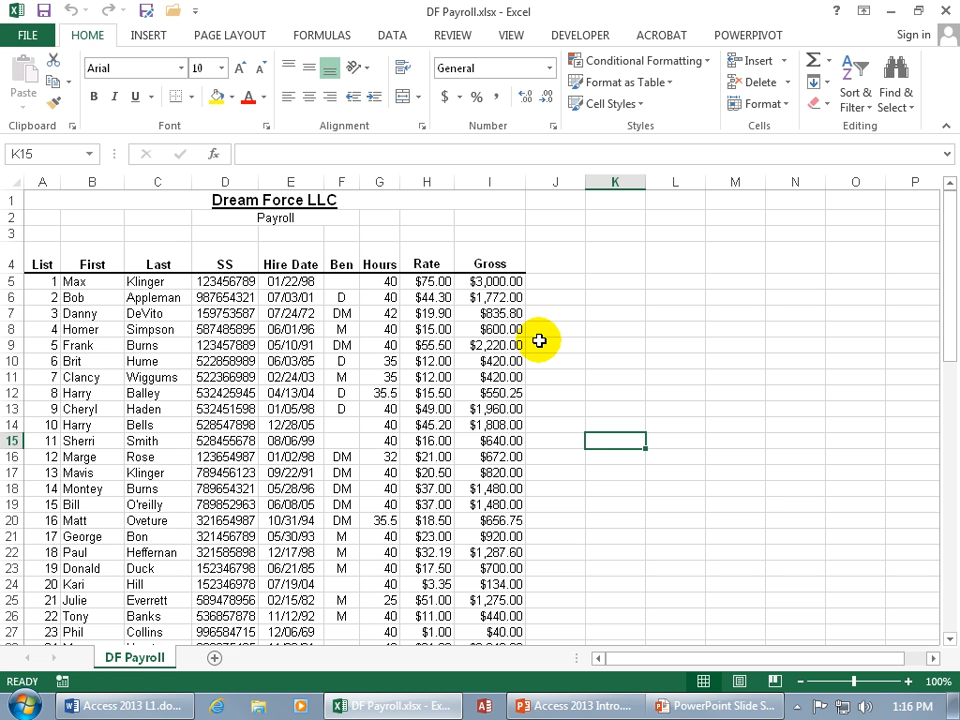 DF Payroll.xlsx - Excel
FILE HOME INSERT PAGE LAYOUT FORMULAS DATA REVIEW VIEW DEVELOPER ACROBAT POWERPIVOT Sign in
Paste Arial 10 General Conditional Formatting Insert
Format as Table Delete Sort & Find &
B I U $ % , Cell Styles Format Filter Select
Clipboard Font Alignment Number Styles Cells Editing
K15 fx
A B C D E F G H I J K L M N O P
1 Dream Force LLC
2 Payroll
3
4 List First Last SS Hire Date Ben Hours Rate Gross
5 1 Max Klinger 123456789 01/22/98 40 $75.00 $3,000.00
6 2 Bob Appleman 987654321 07/03/01 D 40 $44.30 $1,772.00
7 3 Danny DeVito 159753587 07/24/72 DM 42 $19.90 $835.80
8 4 Homer Simpson 587485895 06/01/96 M 40 $15.00 $600.00
9 5 Frank Burns 123457889 05/10/91 DM 40 $55.50 $2,220.00
10 6 Brit Hume 522858989 06/03/85 D 35 $12.00 $420.00
11 7 Clancy Wiggums 522366989 02/24/03 M 35 $12.00 $420.00
12 8 Harry Balley 532425945 04/13/04 D 35.5 $15.50 $550.25
13 9 Cheryl Haden 532451598 01/05/98 D 40 $49.00 $1,960.00
14 10 Harry Bells 528547898 12/28/05 40 $45.20 $1,808.00
15 11 Sherri Smith 528455678 08/06/99 40 $16.00 $640.00
16 12 Marge Rose 123654987 01/02/98 DM 32 $21.00 $672.00
17 13 Mavis Klinger 789456123 09/22/91 DM 40 $20.50 $820.00
18 14 Montey Burns 789654321 05/28/96 DM 40 $37.00 $1,480.00
19 15 Bill O'reilly 789852963 06/08/05 DM 40 $37.00 $1,480.00
20 16 Matt Oveture 321654987 10/31/94 DM 35.5 $18.50 $656.75
21 17 George Bon 321456789 05/30/93 M 40 $23.00 $920.00
22 18 Paul Heffernan 321585898 12/17/98 M 40 $32.19 $1,287.60
23 19 Donald Duck 152346798 06/21/85 M 40 $17.50 $700.00
24 20 Kari Hill 152346978 07/19/04 40 $3.35 $134.00
25 21 Julie Everrett 589478956 02/15/82 M 25 $51.00 $1,275.00
26 22 Tony Banks 536857878 11/12/92 M 40 $11.00 $440.00
27 23 Phil Collins 996584715 12/06/69 40 $1.00 $40.00
DF Payroll
READY 100%
Access 2013 L1.do... DF Payroll.xlsx - Exc... Access 2013 Intro.... PowerPoint Slide S... 1:16 PM